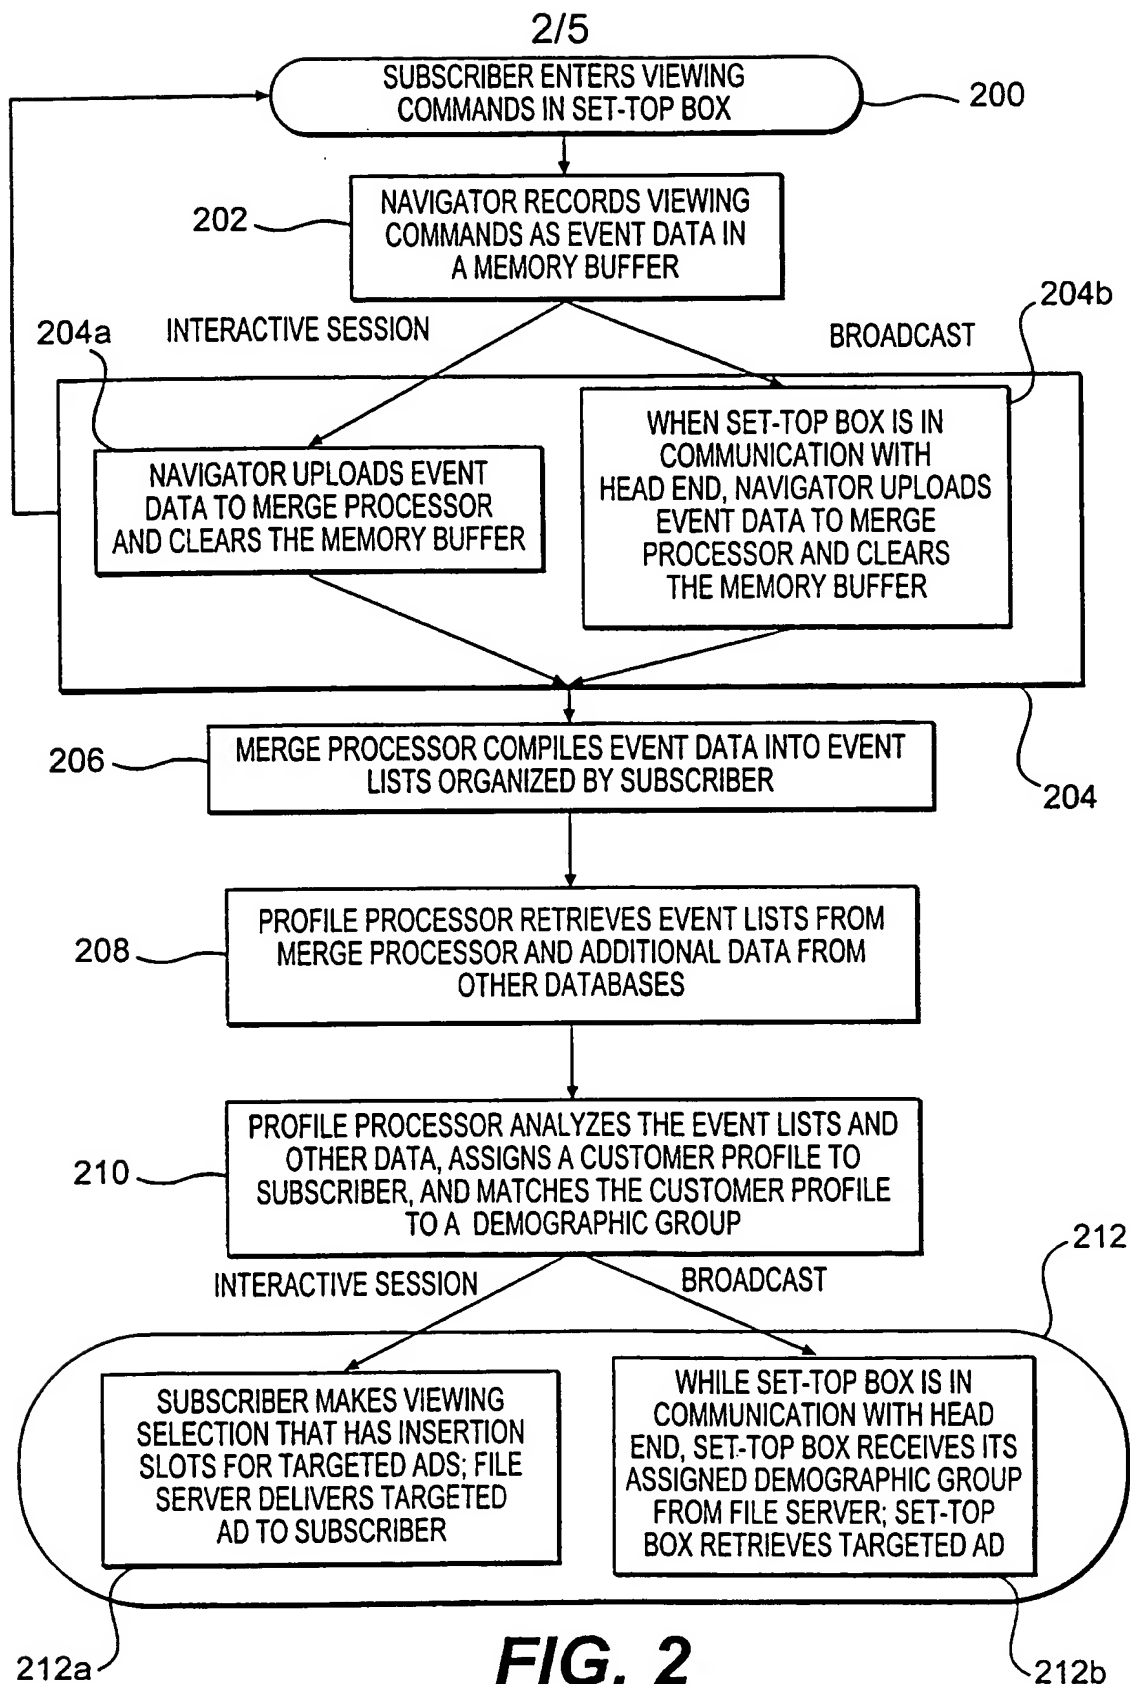 2/5
SUBSCRIBER ENTERS VIEWING
COMMANDS IN SET-TOP BOX
200
NAVIGATOR RECORDS VIEWING
COMMANDS AS EVENT DATA IN
A MEMORY BUFFER
202
INTERACTIVE SESSION
BROADCAST
204a
204b
NAVIGATOR UPLOADS EVENT
DATA TO MERGE PROCESSOR
AND CLEARS THE MEMORY BUFFER
WHEN SET-TOP BOX IS IN
COMMUNICATION WITH
HEAD END, NAVIGATOR UPLOADS
EVENT DATA TO MERGE
PROCESSOR AND CLEARS
THE MEMORY BUFFER
204
206
MERGE PROCESSOR COMPILES EVENT DATA INTO EVENT
LISTS ORGANIZED BY SUBSCRIBER
208
PROFILE PROCESSOR RETRIEVES EVENT LISTS FROM
MERGE PROCESSOR AND ADDITIONAL DATA FROM
OTHER DATABASES
210
PROFILE PROCESSOR ANALYZES THE EVENT LISTS AND
OTHER DATA, ASSIGNS A CUSTOMER PROFILE TO
SUBSCRIBER, AND MATCHES THE CUSTOMER PROFILE
TO A DEMOGRAPHIC GROUP
INTERACTIVE SESSION
BROADCAST
212
SUBSCRIBER MAKES VIEWING
SELECTION THAT HAS INSERTION
SLOTS FOR TARGETED ADS; FILE
SERVER DELIVERS TARGETED
AD TO SUBSCRIBER
WHILE SET-TOP BOX IS IN
COMMUNICATION WITH HEAD
END, SET-TOP BOX RECEIVES ITS
ASSIGNED DEMOGRAPHIC GROUP
FROM FILE SERVER; SET-TOP
BOX RETRIEVES TARGETED AD
212a
212b
FIG. 2